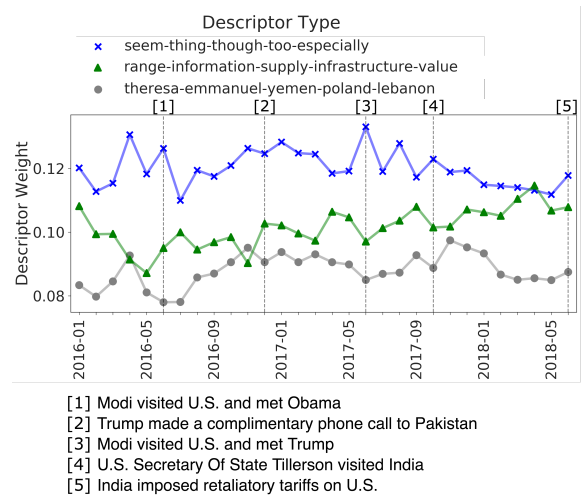 Descriptor Type
seem-thing-though-too-especially
range-information-supply-infrastructure-value
theresa-emmanuel-yemen-poland-lebanon
[1] [2] [3] [4] [5]
Descriptor Weight
0.12
0.10
0.08
2016-01 2016-05 2016-09 2017-01 2017-05 2017-09 2018-01 2018-05
[1] Modi visited U.S. and met Obama
[2] Trump made a complimentary phone call to Pakistan
[3] Modi visited U.S. and met Trump
[4] U.S. Secretary Of State Tillerson visited India
[5] India imposed retaliatory tariffs on U.S.